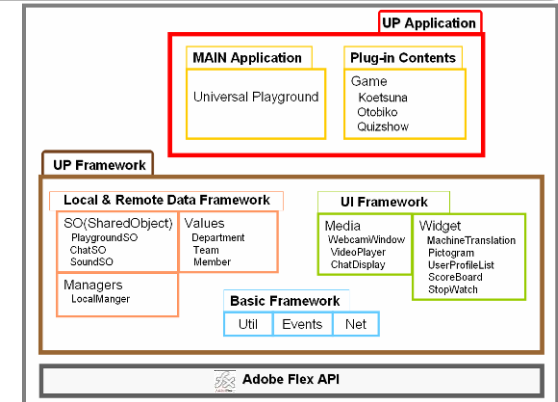 UP Application
MAIN Application
Universal Playground
Plug-in Contents
Game
Koetsuna
Otobiko
Quizshow
UP Framework
Local & Remote Data Framework
SO(SharedObject)
PlaygroundSO
ChatSO
SoundSO
Values
Department
Team
Member
Managers
LocalManger
UI Framework
Media
WebcamWindow
VideoPlayer
ChatDisplay
Widget
MachineTranslation
Pictogram
UserProfileList
ScoreBoard
StopWatch
Basic Framework
Util
Events
Net
Adobe Flex API